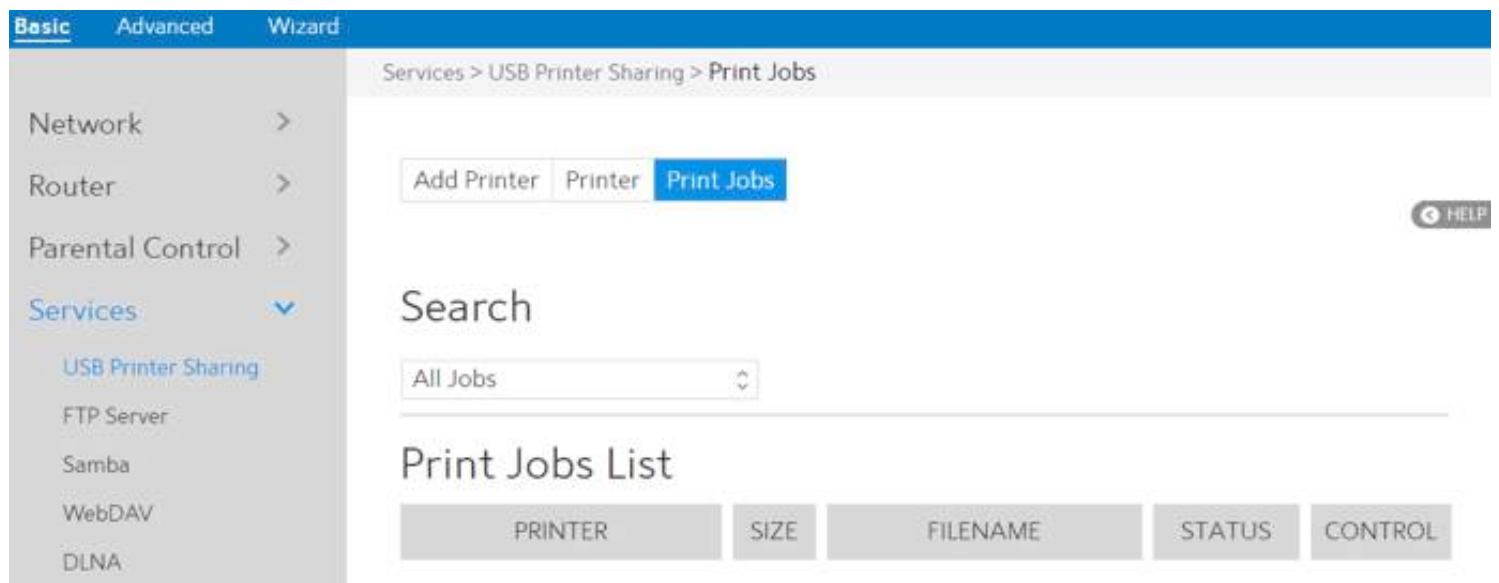 Basic Advanced Wizard
Services > USB Printer Sharing > Print Jobs
Network >
Router >
Parental Control >
Services
USB Printer Sharing
FTP Server
Samba
WebDAV
DLNA
Add Printer Printer Print Jobs
HELP
Search
All Jobs
Print Jobs List
PRINTER SIZE FILENAME STATUS CONTROL